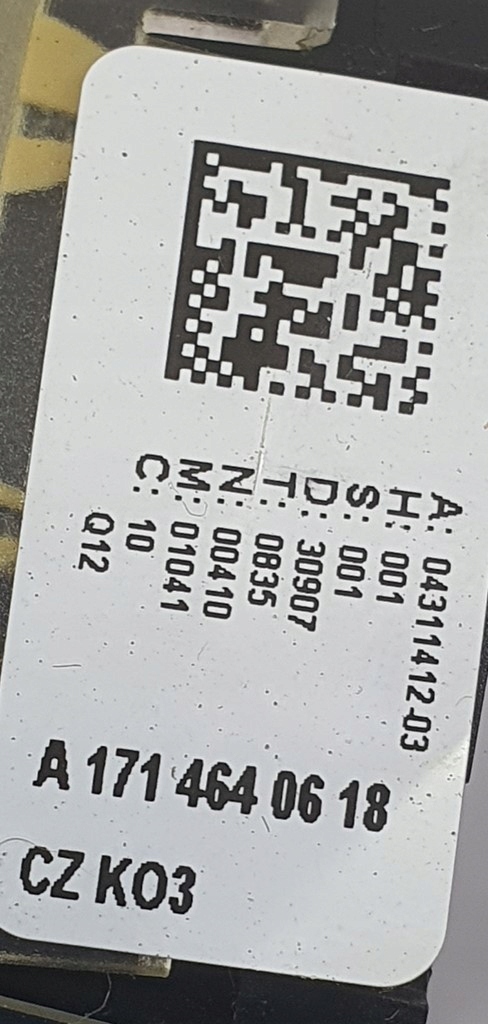 A: 04311412-03
H: 001
S: 001
D: 30907
T: 0835
N: 00410
M: 01041
C: 10
Q12
A 171 464 06 18
CZ KO3